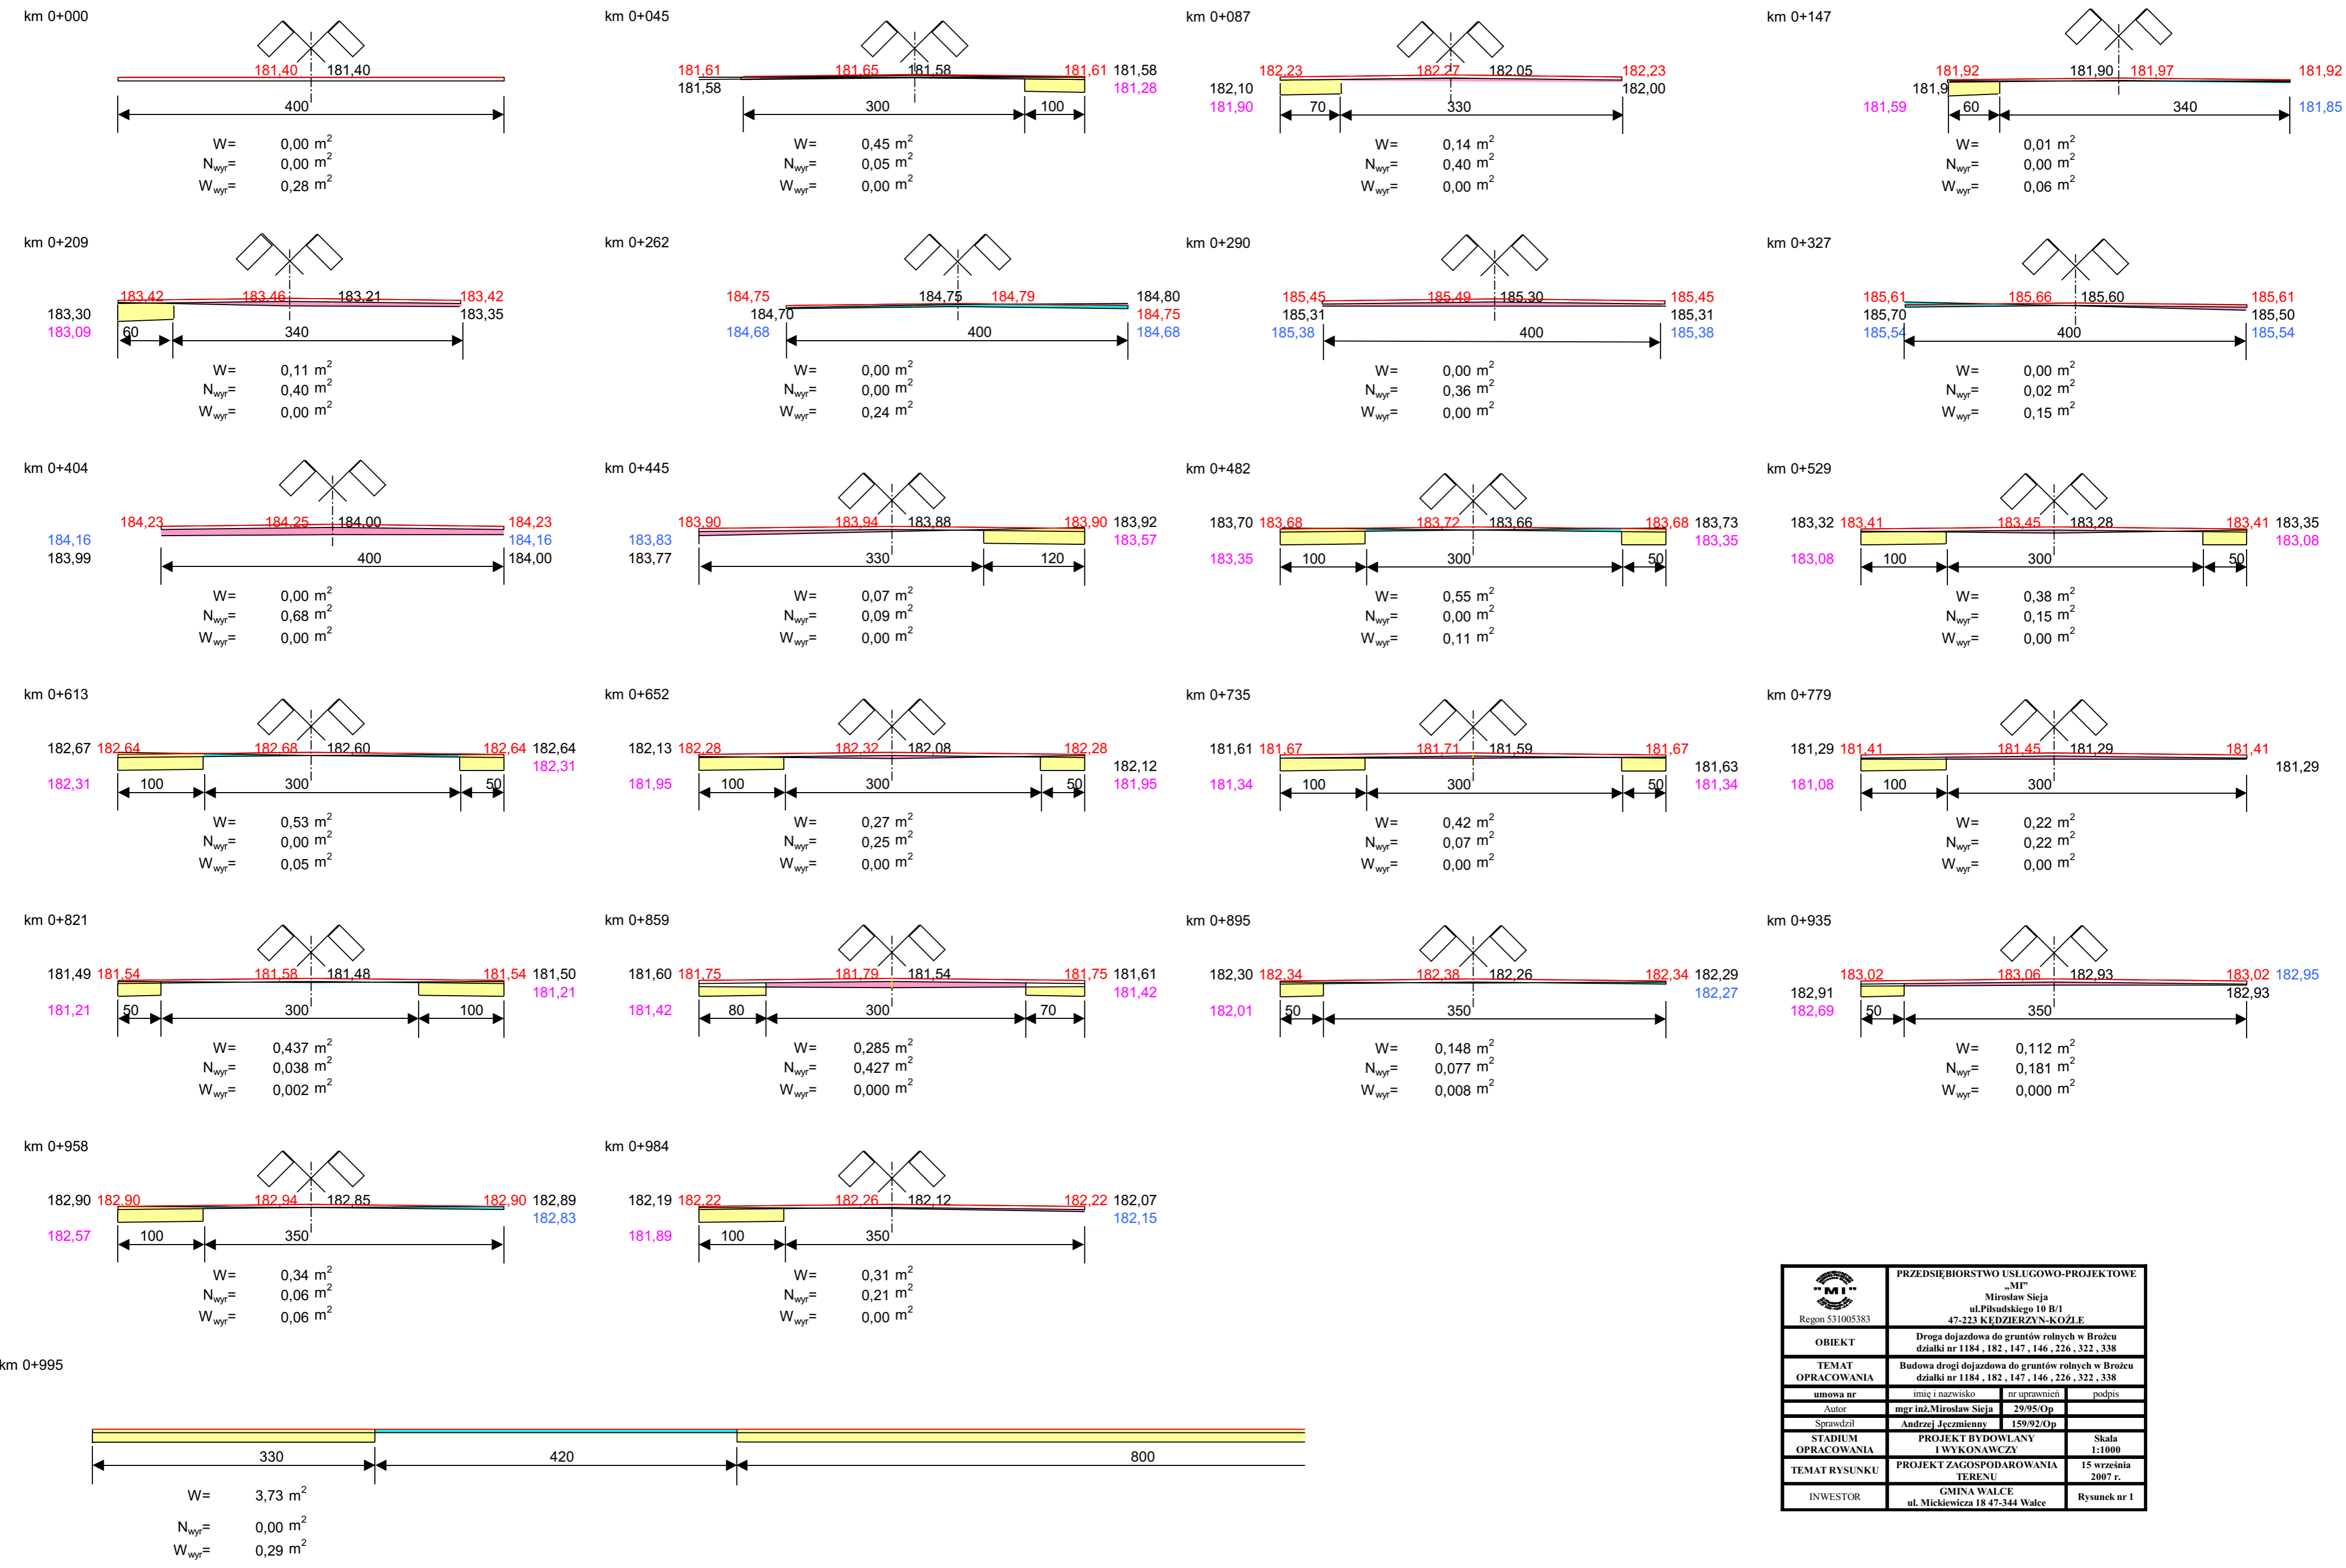 km 0+000
181,40 181,40
400
W= 0,00 m2
Nwyr= 0,00 m2
Wwyr= 0,28 m2
km 0+045
181,61 181,65 181,58 181,61 181,58
181,58 181,28
300 100
W= 0,45 m2
Nwyr= 0,05 m2
Wwyr= 0,00 m2
km 0+087
182,23 182,27 182,05 182,23
182,10 182,00
181,90 70 330
W= 0,14 m2
Nwyr= 0,40 m2
Wwyr= 0,00 m2
km 0+147
181,92 181,90 181,97 181,92
181,9
181,59 60 340 181,85
W= 0,01 m2
Nwyr= 0,00 m2
Wwyr= 0,06 m2
km 0+209
183,42 183,46 183,21 183,42
183,30 183,35
183,09 60 340
W= 0,11 m2
Nwyr= 0,40 m2
Wwyr= 0,00 m2
km 0+262
184,75 184,75 184,79 184,80
184,70 184,75
184,68 400 184,68
W= 0,00 m2
Nwyr= 0,00 m2
Wwyr= 0,24 m2
km 0+290
185,45 185,49 185,30 185,45
185,31 185,31
185,38 400 185,38
W= 0,00 m2
Nwyr= 0,36 m2
Wwyr= 0,00 m2
km 0+327
185,61 185,66 185,60 185,61
185,70 185,50
185,54 400 185,54
W= 0,00 m2
Nwyr= 0,02 m2
Wwyr= 0,15 m2
km 0+404
184,23 184,25 184,00 184,23
184,16 184,16
183,99 400 184,00
W= 0,00 m2
Nwyr= 0,68 m2
Wwyr= 0,00 m2
km 0+445
183,90 183,94 183,88 183,90 183,92
183,83 183,57
183,77 330 120
W= 0,07 m2
Nwyr= 0,09 m2
Wwyr= 0,00 m2
km 0+482
183,70 183,68 183,72 183,66 183,68 183,73
183,35 100 300 50 183,35
W= 0,55 m2
Nwyr= 0,00 m2
Wwyr= 0,11 m2
km 0+529
183,32 183,41 183,45 183,28 183,41 183,35
183,08
183,08 100 300 50
W= 0,38 m2
Nwyr= 0,15 m2
Wwyr= 0,00 m2
km 0+613
182,67 182,64 182,68 182,60 182,64 182,64
182,31
182,31 100 300 50
W= 0,53 m2
Nwyr= 0,00 m2
Wwyr= 0,05 m2
km 0+652
182,13 182,28 182,32 182,08 182,28
182,12
181,95 100 300 50 181,95
W= 0,27 m2
Nwyr= 0,25 m2
Wwyr= 0,00 m2
km 0+735
181,61 181,67 181,71 181,59 181,67
181,63
181,34 100 300 50 181,34
W= 0,42 m2
Nwyr= 0,07 m2
Wwyr= 0,00 m2
km 0+779
181,29 181,41 181,45 181,29 181,41
181,29
181,08 100 300
W= 0,22 m2
Nwyr= 0,22 m2
Wwyr= 0,00 m2
km 0+821
181,49 181,54 181,58 181,48 181,54 181,50
181,21
181,21 50 300 100
W= 0,437 m2
Nwyr= 0,038 m2
Wwyr= 0,002 m2
km 0+859
181,60 181,75 181,79 181,54 181,75 181,61
181,42
181,42 80 300 70
W= 0,285 m2
Nwyr= 0,427 m2
Wwyr= 0,000 m2
km 0+895
182,30 182,34 182,38 182,26 182,34 182,29
182,27
182,01 50 350
W= 0,148 m2
Nwyr= 0,077 m2
Wwyr= 0,008 m2
km 0+935
183,02 183,06 182,93 183,02 182,95
182,91 182,93
182,69 50 350
W= 0,112 m2
Nwyr= 0,181 m2
Wwyr= 0,000 m2
km 0+958
182,90 182,90 182,94 182,85 182,90 182,89
182,83
182,57 100 350
W= 0,34 m2
Nwyr= 0,06 m2
Wwyr= 0,06 m2
km 0+984
182,19 182,22 182,26 182,12 182,22 182,07
182,15
181,89 100 350
W= 0,31 m2
Nwyr= 0,21 m2
Wwyr= 0,00 m2
km 0+995
330 420 800
W= 3,73 m2
Nwyr= 0,00 m2
Wwyr= 0,29 m2
"MI"
Regon 531005383
PRZEDSIĘBIORSTWO USŁUGOWO-PROJEKTOWE
„MI”
Mirosław Sieja
ul.Piłsudskiego 10 B/1
47-223 KĘDZIERZYN-KOŹLE
OBIEKT
Droga dojazdowa do gruntów rolnych w Brożcu
działki nr 1184 , 182 , 147 , 146 , 226 , 322 , 338
TEMAT
OPRACOWANIA
Budowa drogi dojazdowa do gruntów rolnych w Brożcu
działki nr 1184 , 182 , 147 , 146 , 226 , 322 , 338
umowa nr imię i nazwisko nr uprawnień podpis
Autor mgr inż.Mirosław Sieja 29/95/Op
Sprawdził Andrzej Jęczmienny 159/92/Op
STADIUM
OPRACOWANIA
PROJEKT BYDOWLANY
I WYKONAWCZY
Skala
1:1000
TEMAT RYSUNKU
PROJEKT ZAGOSPODAROWANIA
TERENU
15 września
2007 r.
INWESTOR
GMINA WALCE
ul. Mickiewicza 18 47-344 Walce
Rysunek nr 1